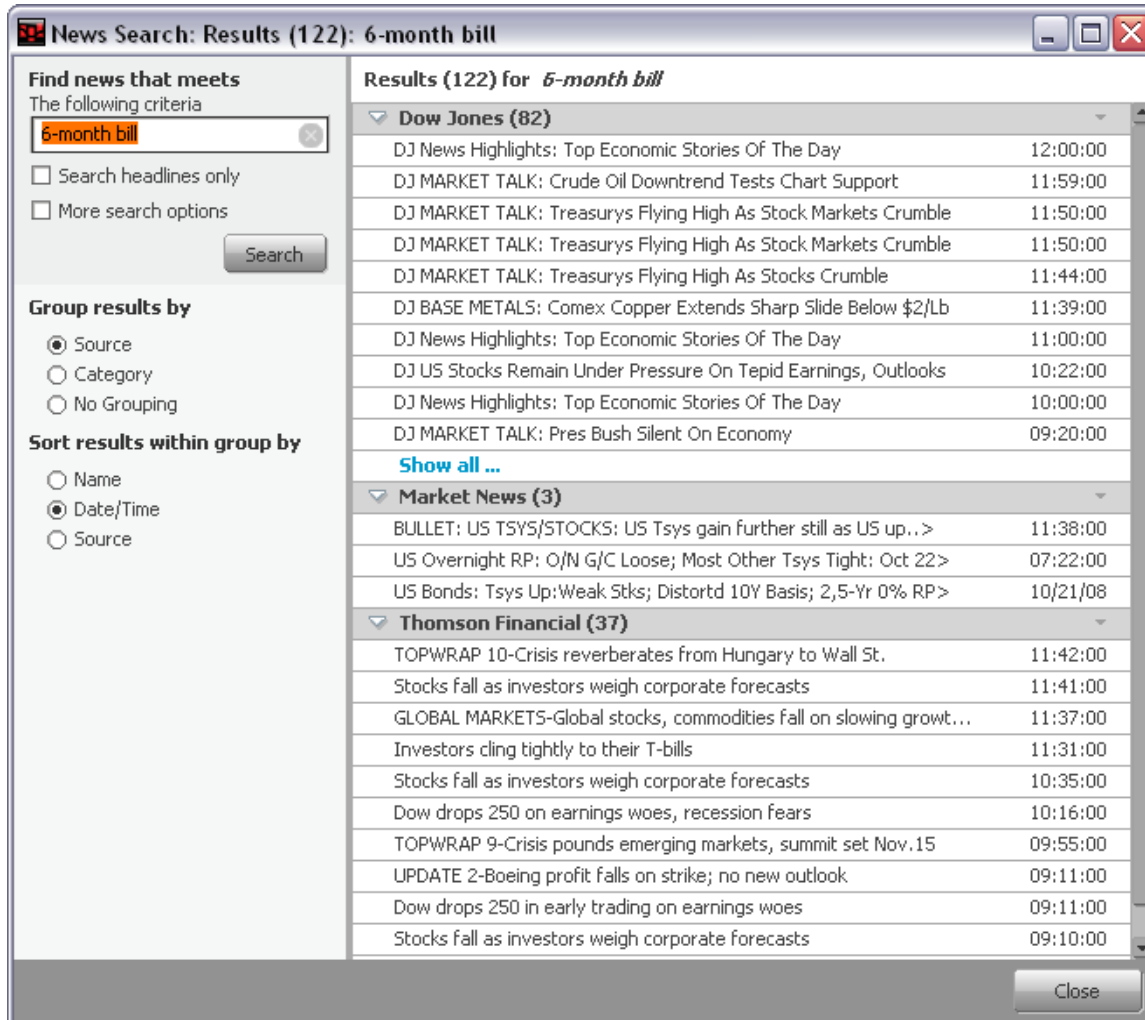 News Search: Results (122): 6-month bill
Find news that meets
The following criteria
6-month bill
Search headlines only
More search options
Search
Group results by
Source
Category
No Grouping
Sort results within group by
Name
Date/Time
Source
Results (122) for 6-month bill
Dow Jones (82)
DJ News Highlights: Top Economic Stories Of The Day 12:00:00
DJ MARKET TALK: Crude Oil Downtrend Tests Chart Support 11:59:00
DJ MARKET TALK: Treasurys Flying High As Stock Markets Crumble 11:50:00
DJ MARKET TALK: Treasurys Flying High As Stock Markets Crumble 11:50:00
DJ MARKET TALK: Treasurys Flying High As Stocks Crumble 11:44:00
DJ BASE METALS: Comex Copper Extends Sharp Slide Below $2/Lb 11:39:00
DJ News Highlights: Top Economic Stories Of The Day 11:00:00
DJ US Stocks Remain Under Pressure On Tepid Earnings, Outlooks 10:22:00
DJ News Highlights: Top Economic Stories Of The Day 10:00:00
DJ MARKET TALK: Pres Bush Silent On Economy 09:20:00
Show all ...
Market News (3)
BULLET: US TSYS/STOCKS: US Tsys gain further still as US up..> 11:38:00
US Overnight RP: O/N G/C Loose; Most Other Tsys Tight: Oct 22> 07:22:00
US Bonds: Tsys Up:Weak Stks; Distortd 10Y Basis; 2,5-Yr 0% RP> 10/21/08
Thomson Financial (37)
TOPWRAP 10-Crisis reverberates from Hungary to Wall St. 11:42:00
Stocks fall as investors weigh corporate forecasts 11:41:00
GLOBAL MARKETS-Global stocks, commodities fall on slowing growt... 11:37:00
Investors cling tightly to their T-bills 11:31:00
Stocks fall as investors weigh corporate forecasts 10:35:00
Dow drops 250 on earnings woes, recession fears 10:16:00
TOPWRAP 9-Crisis pounds emerging markets, summit set Nov.15 09:55:00
UPDATE 2-Boeing profit falls on strike; no new outlook 09:11:00
Dow drops 250 in early trading on earnings woes 09:11:00
Stocks fall as investors weigh corporate forecasts 09:10:00
Close